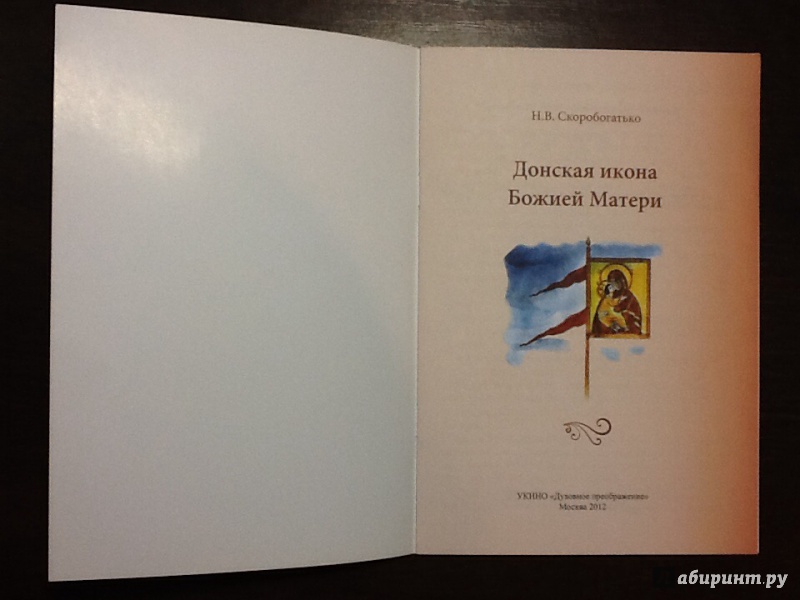 Н.В. Скоробогатько
Донская икона
Божией Матери
УКИНО «Духовное преображение»
Москва 2012
Лабиринт.ру